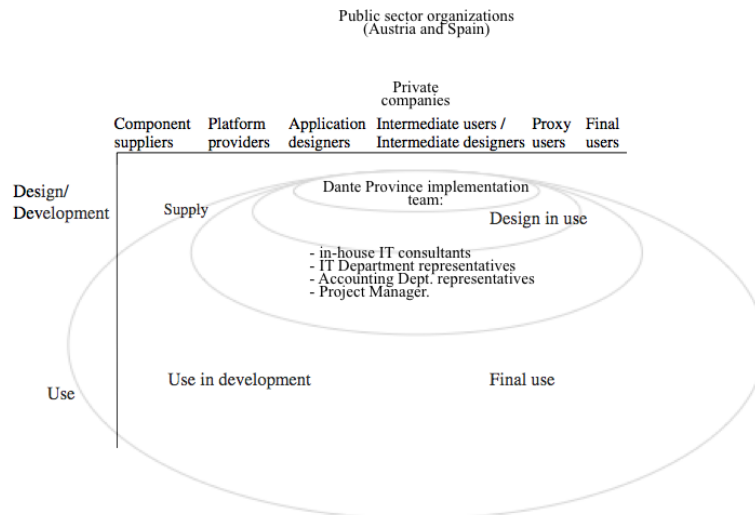 Public sector organizations
(Austria and Spain)
Private
companies
Component suppliers
Platform providers
Application designers
Intermediate users /
Intermediate designers
Proxy users
Final users
Design/
Development
Dante Province implementation
team:
Supply
Design in use
- in-house IT consultants
- IT Department representatives
- Accounting Dept. representatives
- Project Manager.
Use
Use in development
Final use